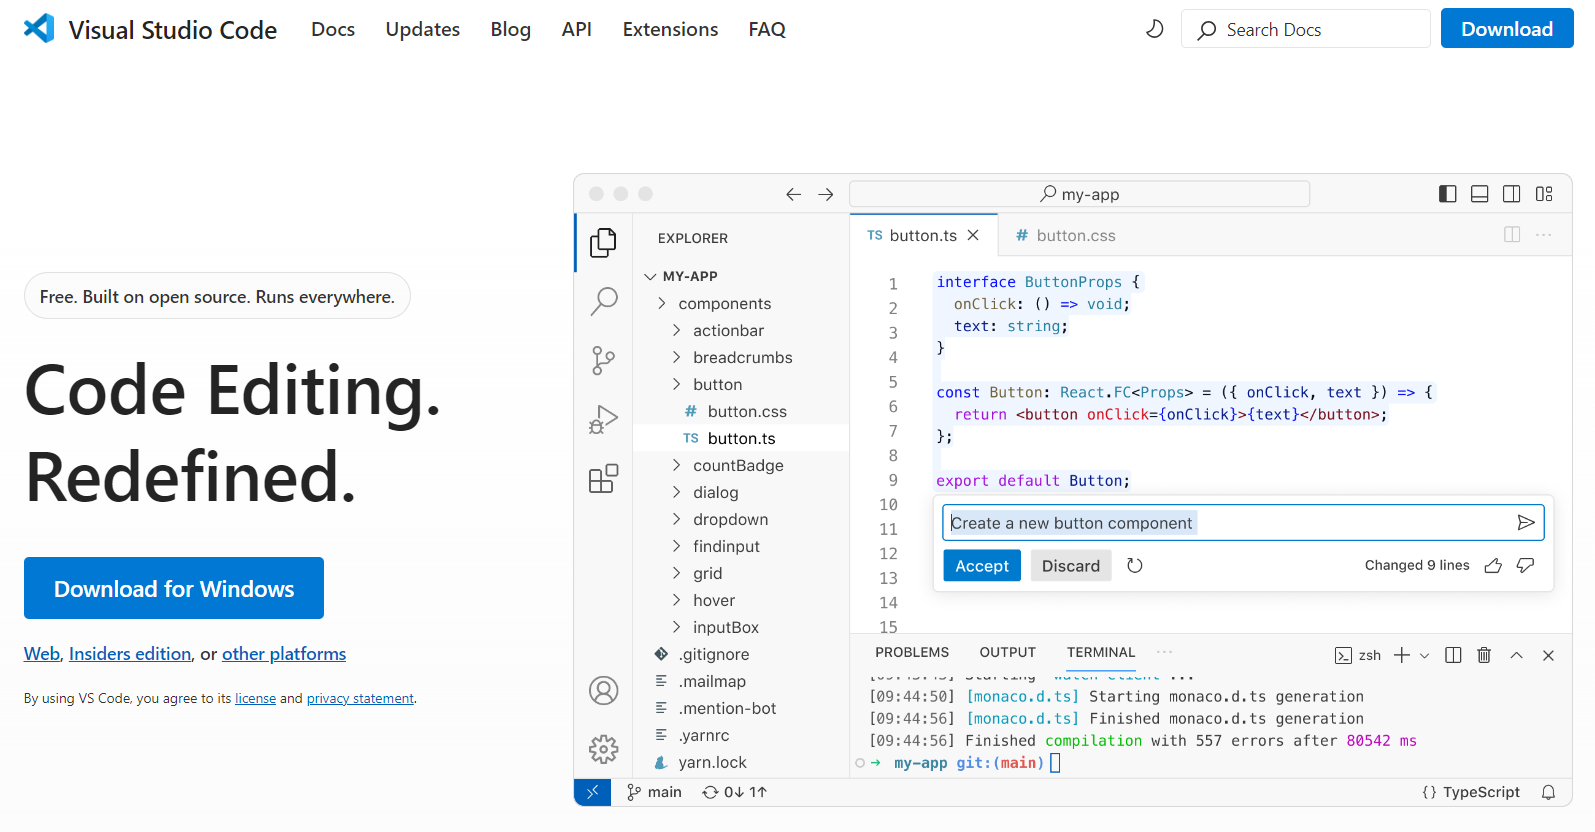 Visual Studio Code Docs Updates Blog API Extensions FAQ Search Docs Download
Free. Built on open source. Runs everywhere.
Code Editing.
Redefined.
Download for Windows
Web, Insiders edition, or other platforms
By using VS Code, you agree to its license and privacy statement.
my-app
EXPLORER
MY-APP
components
actionbar
breadcrumbs
button
# button.css
TS button.ts
countBadge
dialog
dropdown
findinput
grid
hover
inputBox
.gitignore
.mailmap
.mention-bot
.yarnrc
yarn.lock
TS button.ts # button.css
1 interface ButtonProps {
2 onClick: () => void;
3 text: string;
4 }
5
6 const Button: React.FC<Props> = ({ onClick, text }) => {
7 return <button onClick={onClick}>{text}</button>;
8 };
9
10 export default Button;
11
12
13
14
15
Create a new button component
Accept Discard Changed 9 lines
PROBLEMS OUTPUT TERMINAL ··· zsh
Starting watch-client ...
[09:44:50] [monaco.d.ts] Starting monaco.d.ts generation
[09:44:56] [monaco.d.ts] Finished monaco.d.ts generation
[09:44:56] Finished compilation with 557 errors after 80542 ms
my-app git:(main)
main 0↓ 1↑ {} TypeScript